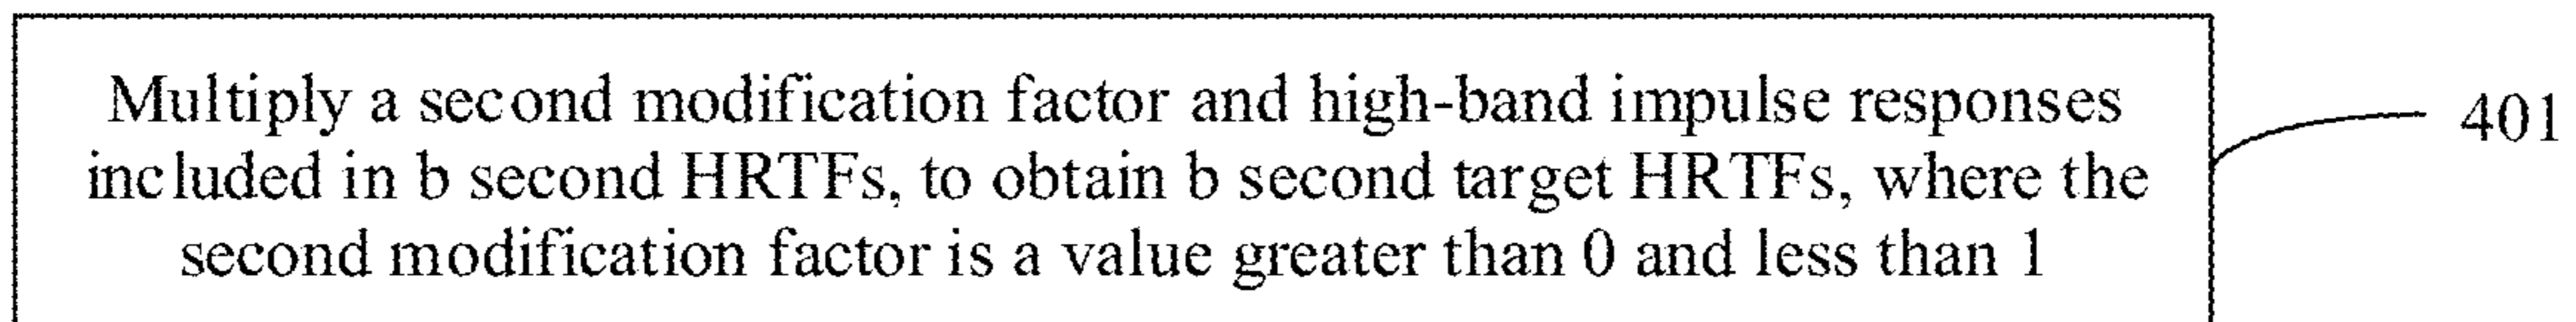 Multiply a second modification factor and high-band impulse responses
included in b second HRTFs, to obtain b second target HRTFs, where the
second modification factor is a value greater than 0 and less than 1
401